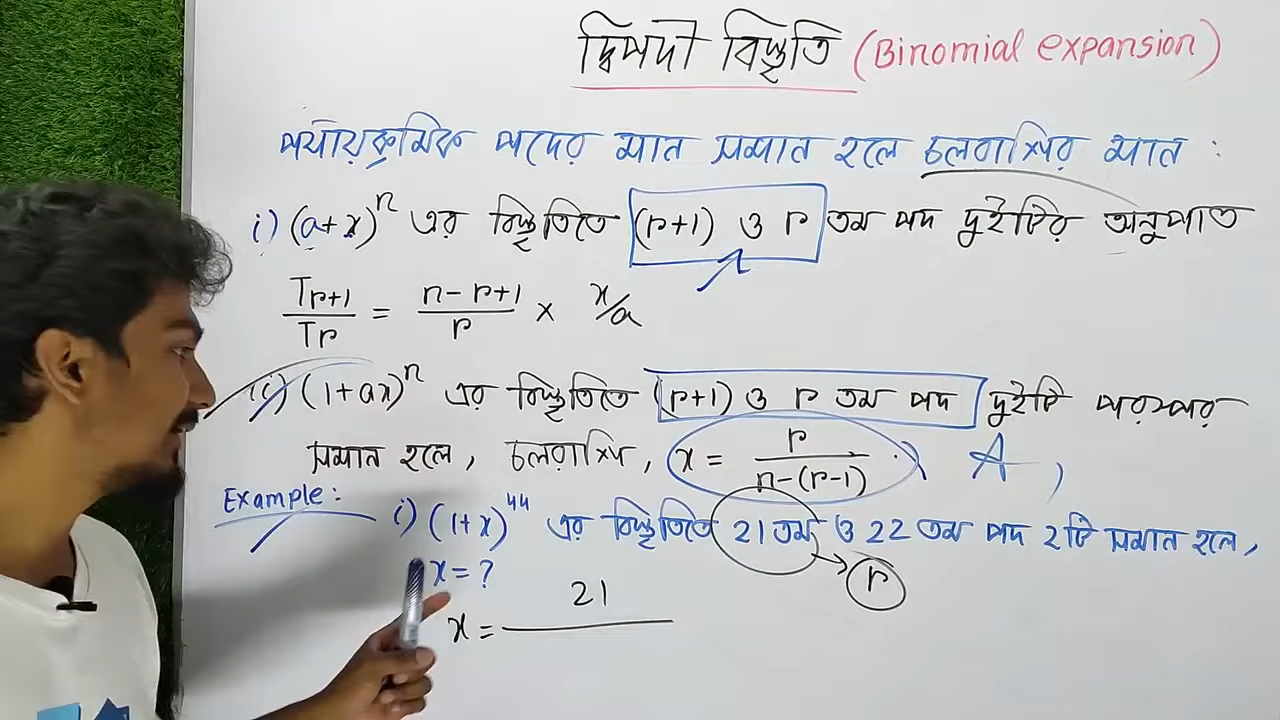 দ্বিপদী বিস্তৃতি (Binomial expansion)
পর্যায়ক্রমিক পদের মান সমান হলে চলরাশির মান :
i) (a+x)ⁿ এর বিস্তৃতিতে (r+1) ও r তম পদ দুইটির অনুপাত
Tr+1/Tr = n-r+1/r × x/a
ii) (1+ax)ⁿ এর বিস্তৃতিতে (r+1) ও r তম পদ দুইটি পরস্পর
সমান হলে, চলরাশি, x = r/n-(r-1) . A ,
Example :
i) (1+x)⁴⁴ এর বিস্তৃতিতে 21 তম ও 22 তম পদ ২টি সমান হলে,
x = ?
→ r
x = 21